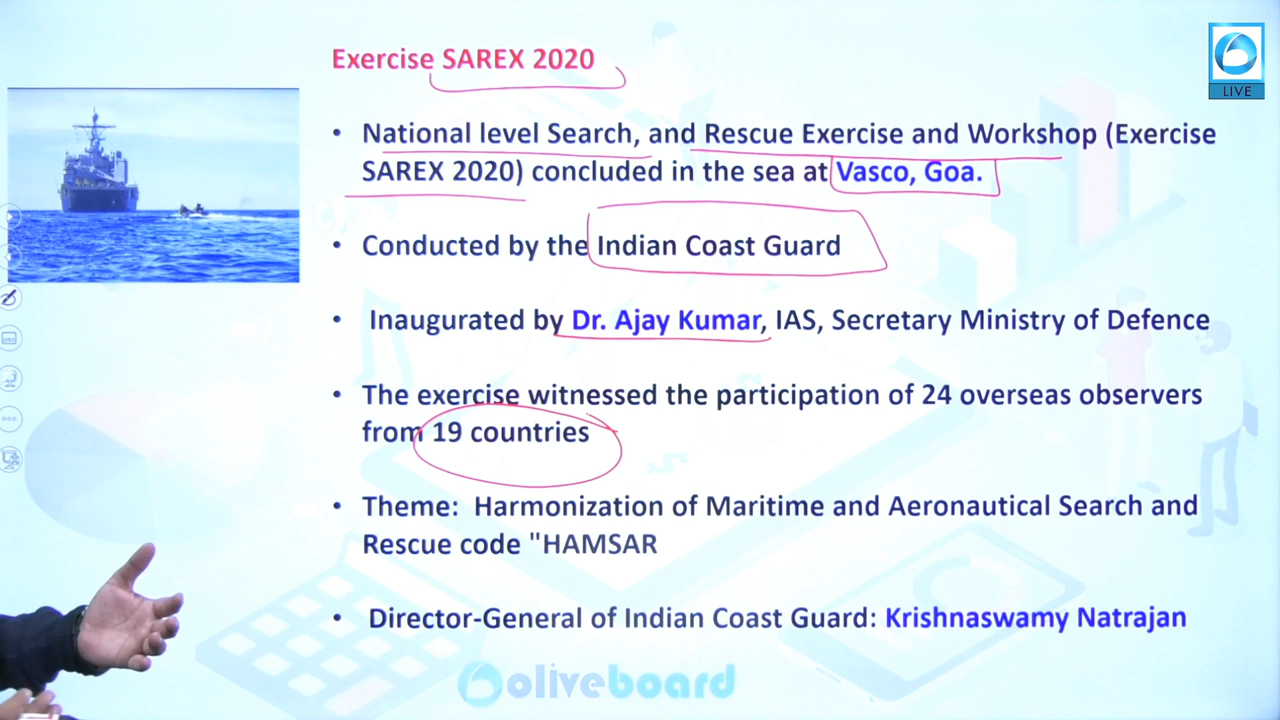 Exercise SAREX 2020
LIVE
• National level Search, and Rescue Exercise and Workshop (Exercise
SAREX 2020) concluded in the sea at Vasco, Goa.
• Conducted by the Indian Coast Guard
• Inaugurated by Dr. Ajay Kumar, IAS, Secretary Ministry of Defence
• The exercise witnessed the participation of 24 overseas observers
from 19 countries
• Theme: Harmonization of Maritime and Aeronautical Search and
Rescue code "HAMSAR
• Director-General of Indian Coast Guard: Krishnaswamy Natrajan
oliveboard